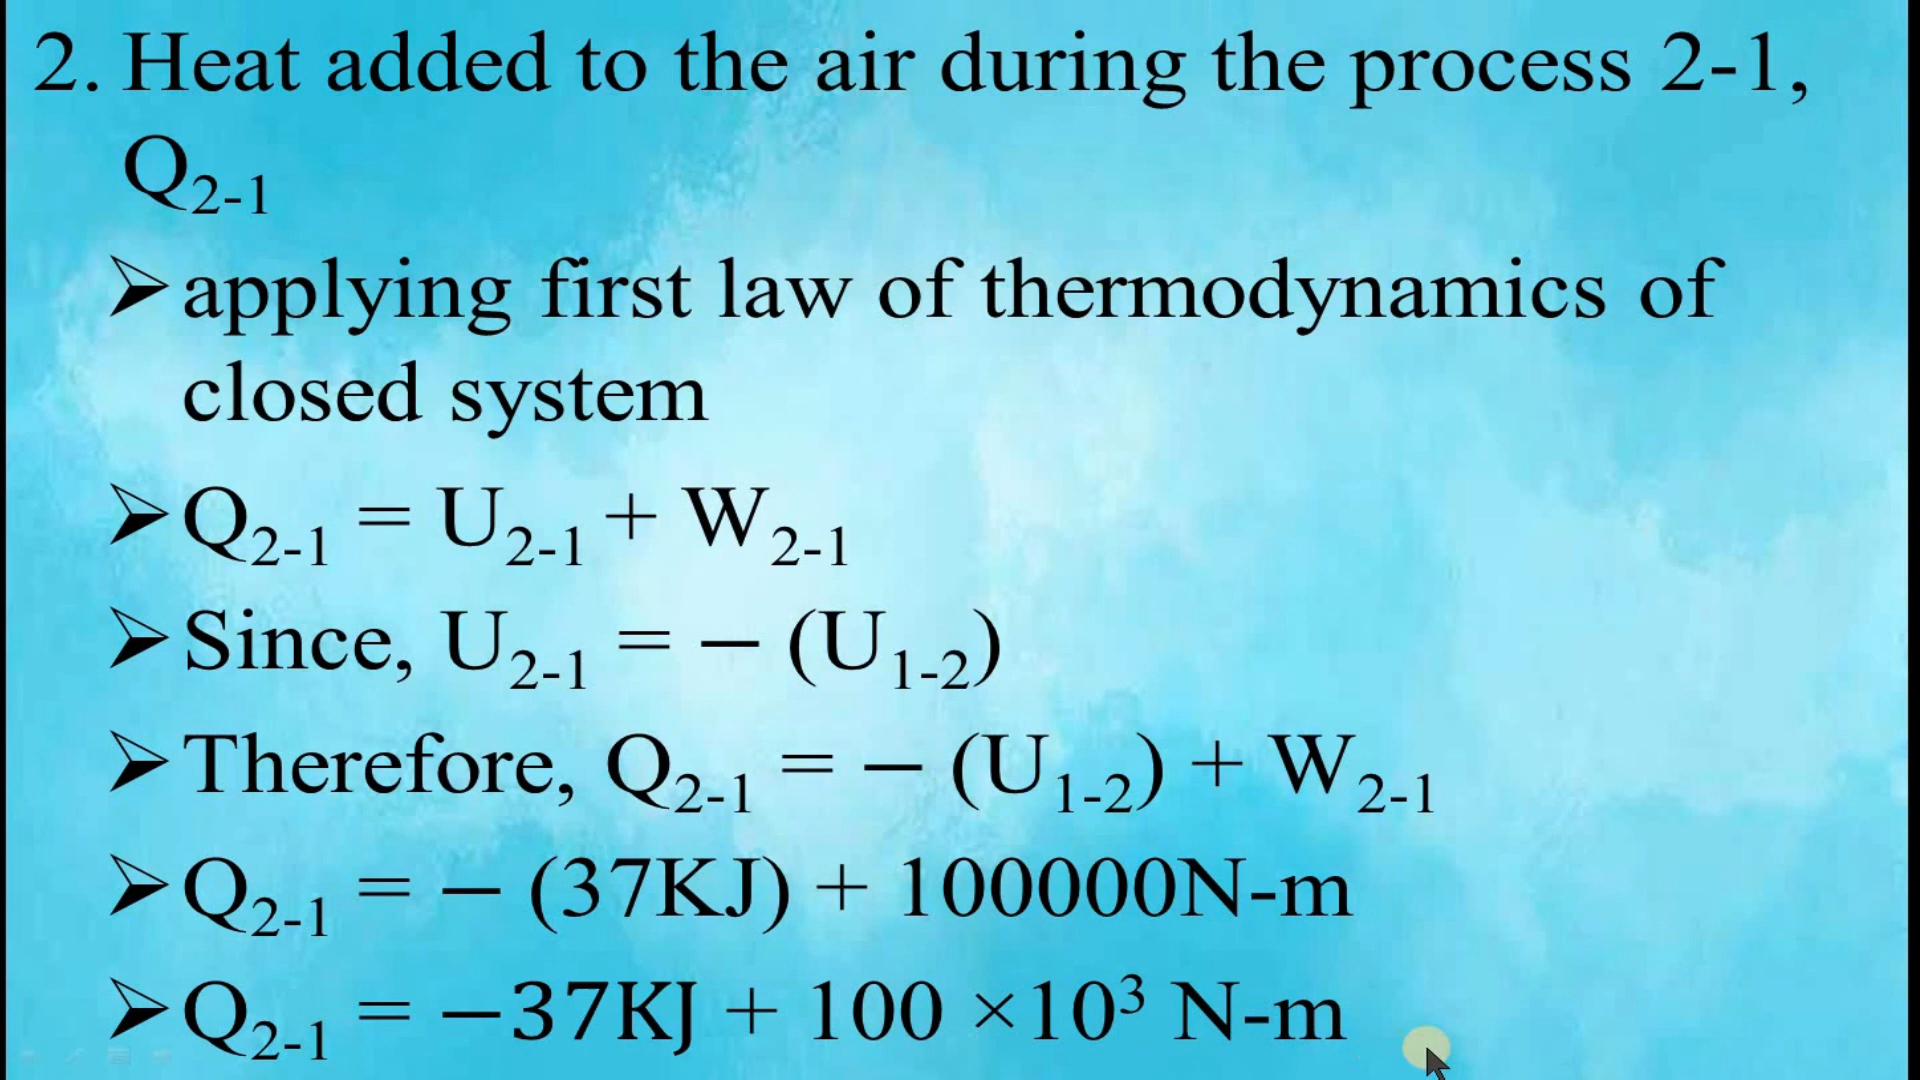 2. Heat added to the air during the process 2-1,
Q₂₋₁
➢ applying first law of thermodynamics of
closed system
➢ Q₂₋₁ = U₂₋₁ + W₂₋₁
➢ Since, U₂₋₁ = – (U₁₋₂)
➢ Therefore, Q₂₋₁ = – (U₁₋₂) + W₂₋₁
➢ Q₂₋₁ = – (37KJ) + 100000N-m
➢ Q₂₋₁ = –37KJ + 100 ×10³ N-m